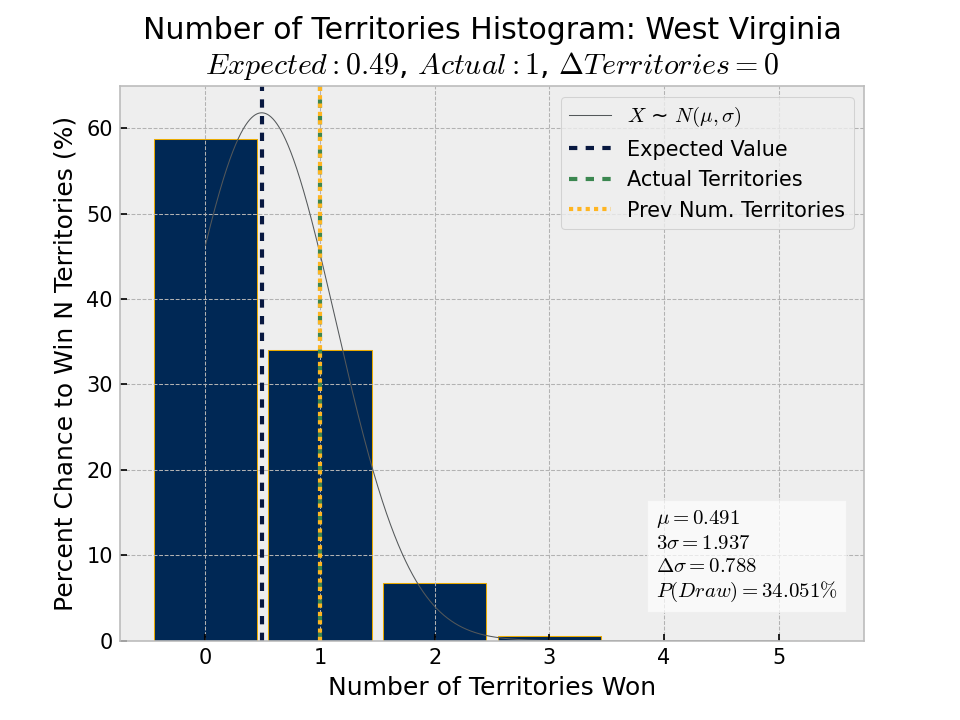 Number of Territories Histogram: West Virginia
Expected : 0.49, Actual : 1, ΔTerritories = 0
Percent Chance to Win N Territories (%)
60
50
40
30
20
10
0
X ~ N(μ, σ)
Expected Value
Actual Territories
Prev Num. Territories
μ = 0.491
3σ = 1.937
Δσ = 0.788
P(Draw) = 34.051%
0 1 2 3 4 5
Number of Territories Won